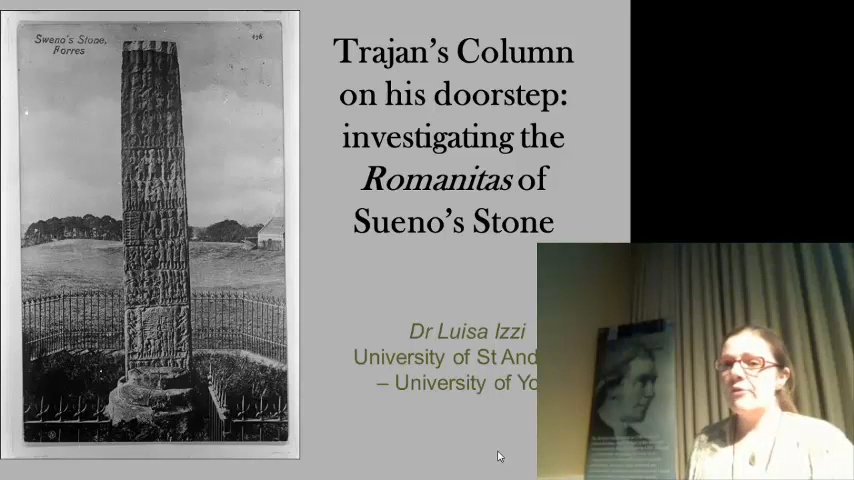 Sweno's Stone,
Forres
Trajan's Column
on his doorstep:
investigating the
Romanitas of
Sueno's Stone
Dr Luisa Izzi
University of St And
– University of Yo